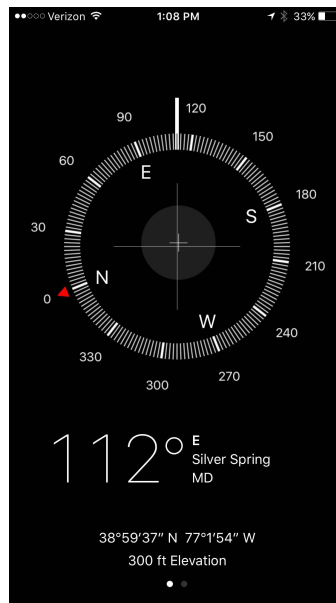 Verizon 1:08 PM 33%
120
90
150
E
60
180
S
30
210
N
0
W
240
330
270
300
112° E
Silver Spring
MD
38°59’37” N 77°1’54” W
300 ft Elevation